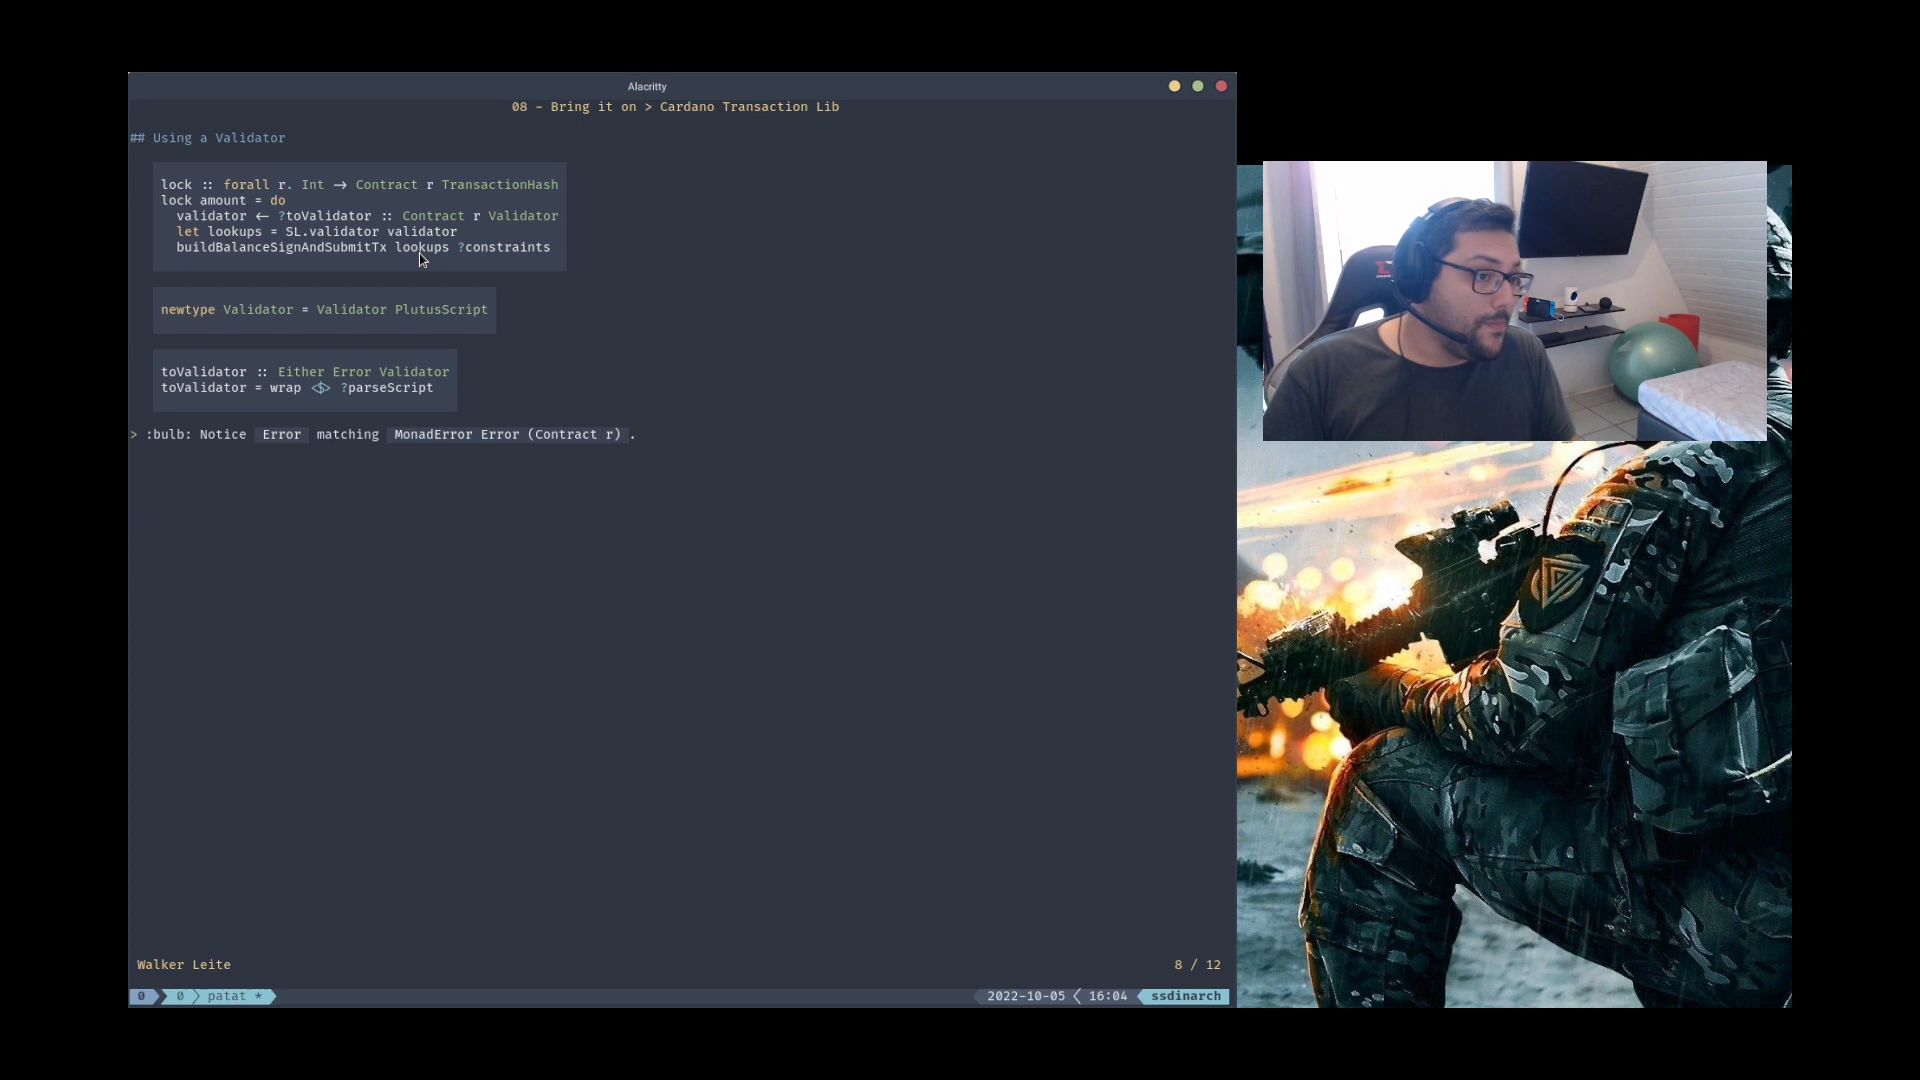 Alacritty
08 - Bring it on > Cardano Transaction Lib
## Using a Validator
lock :: forall r. Int → Contract r TransactionHash
lock amount = do
validator ← ?toValidator :: Contract r Validator
let lookups = SL.validator validator
buildBalanceSignAndSubmitTx lookups ?constraints
newtype Validator = Validator PlutusScript
toValidator :: Either Error Validator
toValidator = wrap <$> ?parseScript
> :bulb: Notice Error matching MonadError Error (Contract r) .
Walker Leite
8 / 12
0 0 patat *
2022-10-05 16:04 ssdinarch